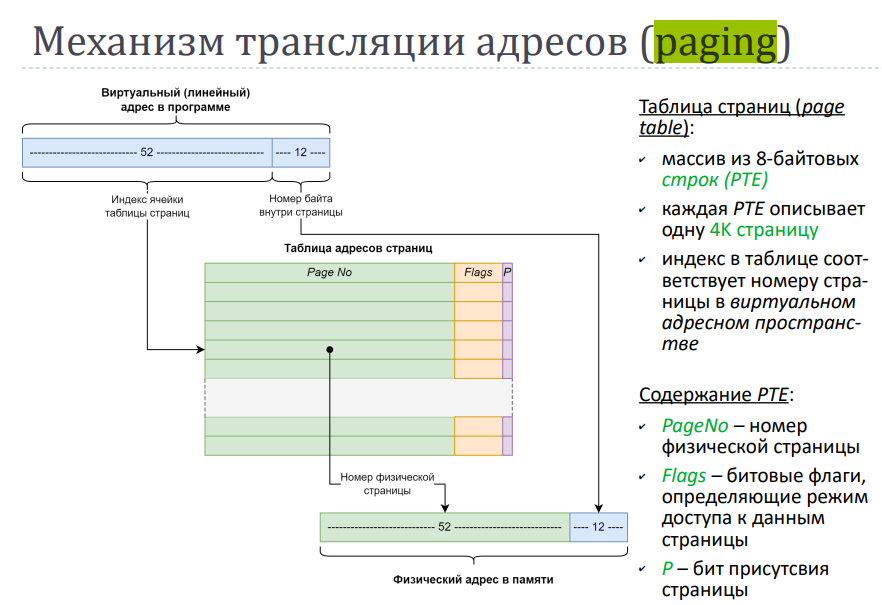 Механизм трансляции адресов (paging)
Виртуальный (линейный)
адрес в программе
52
12
Индекс ячейки
таблицы страниц
Номер байта
внутри страницы
Таблица адресов страниц
Page No
Flags
P
Номер физической
страницы
52
12
Физический адрес в памяти
Таблица страниц (page
table):
✓ массив из 8-байтовых
строк (PTE)
✓ каждая PTE описывает
одну 4K страницу
✓ индекс в таблице соот-
ветствует номеру стра-
ницы в виртуальном
адресном пространс-
тве
Содержание PTE:
✓ PageNo – номер
физической страницы
✓ Flags – битовые флаги,
определяющие режим
доступа к данным
страницы
✓ P – бит присутсвия
страницы